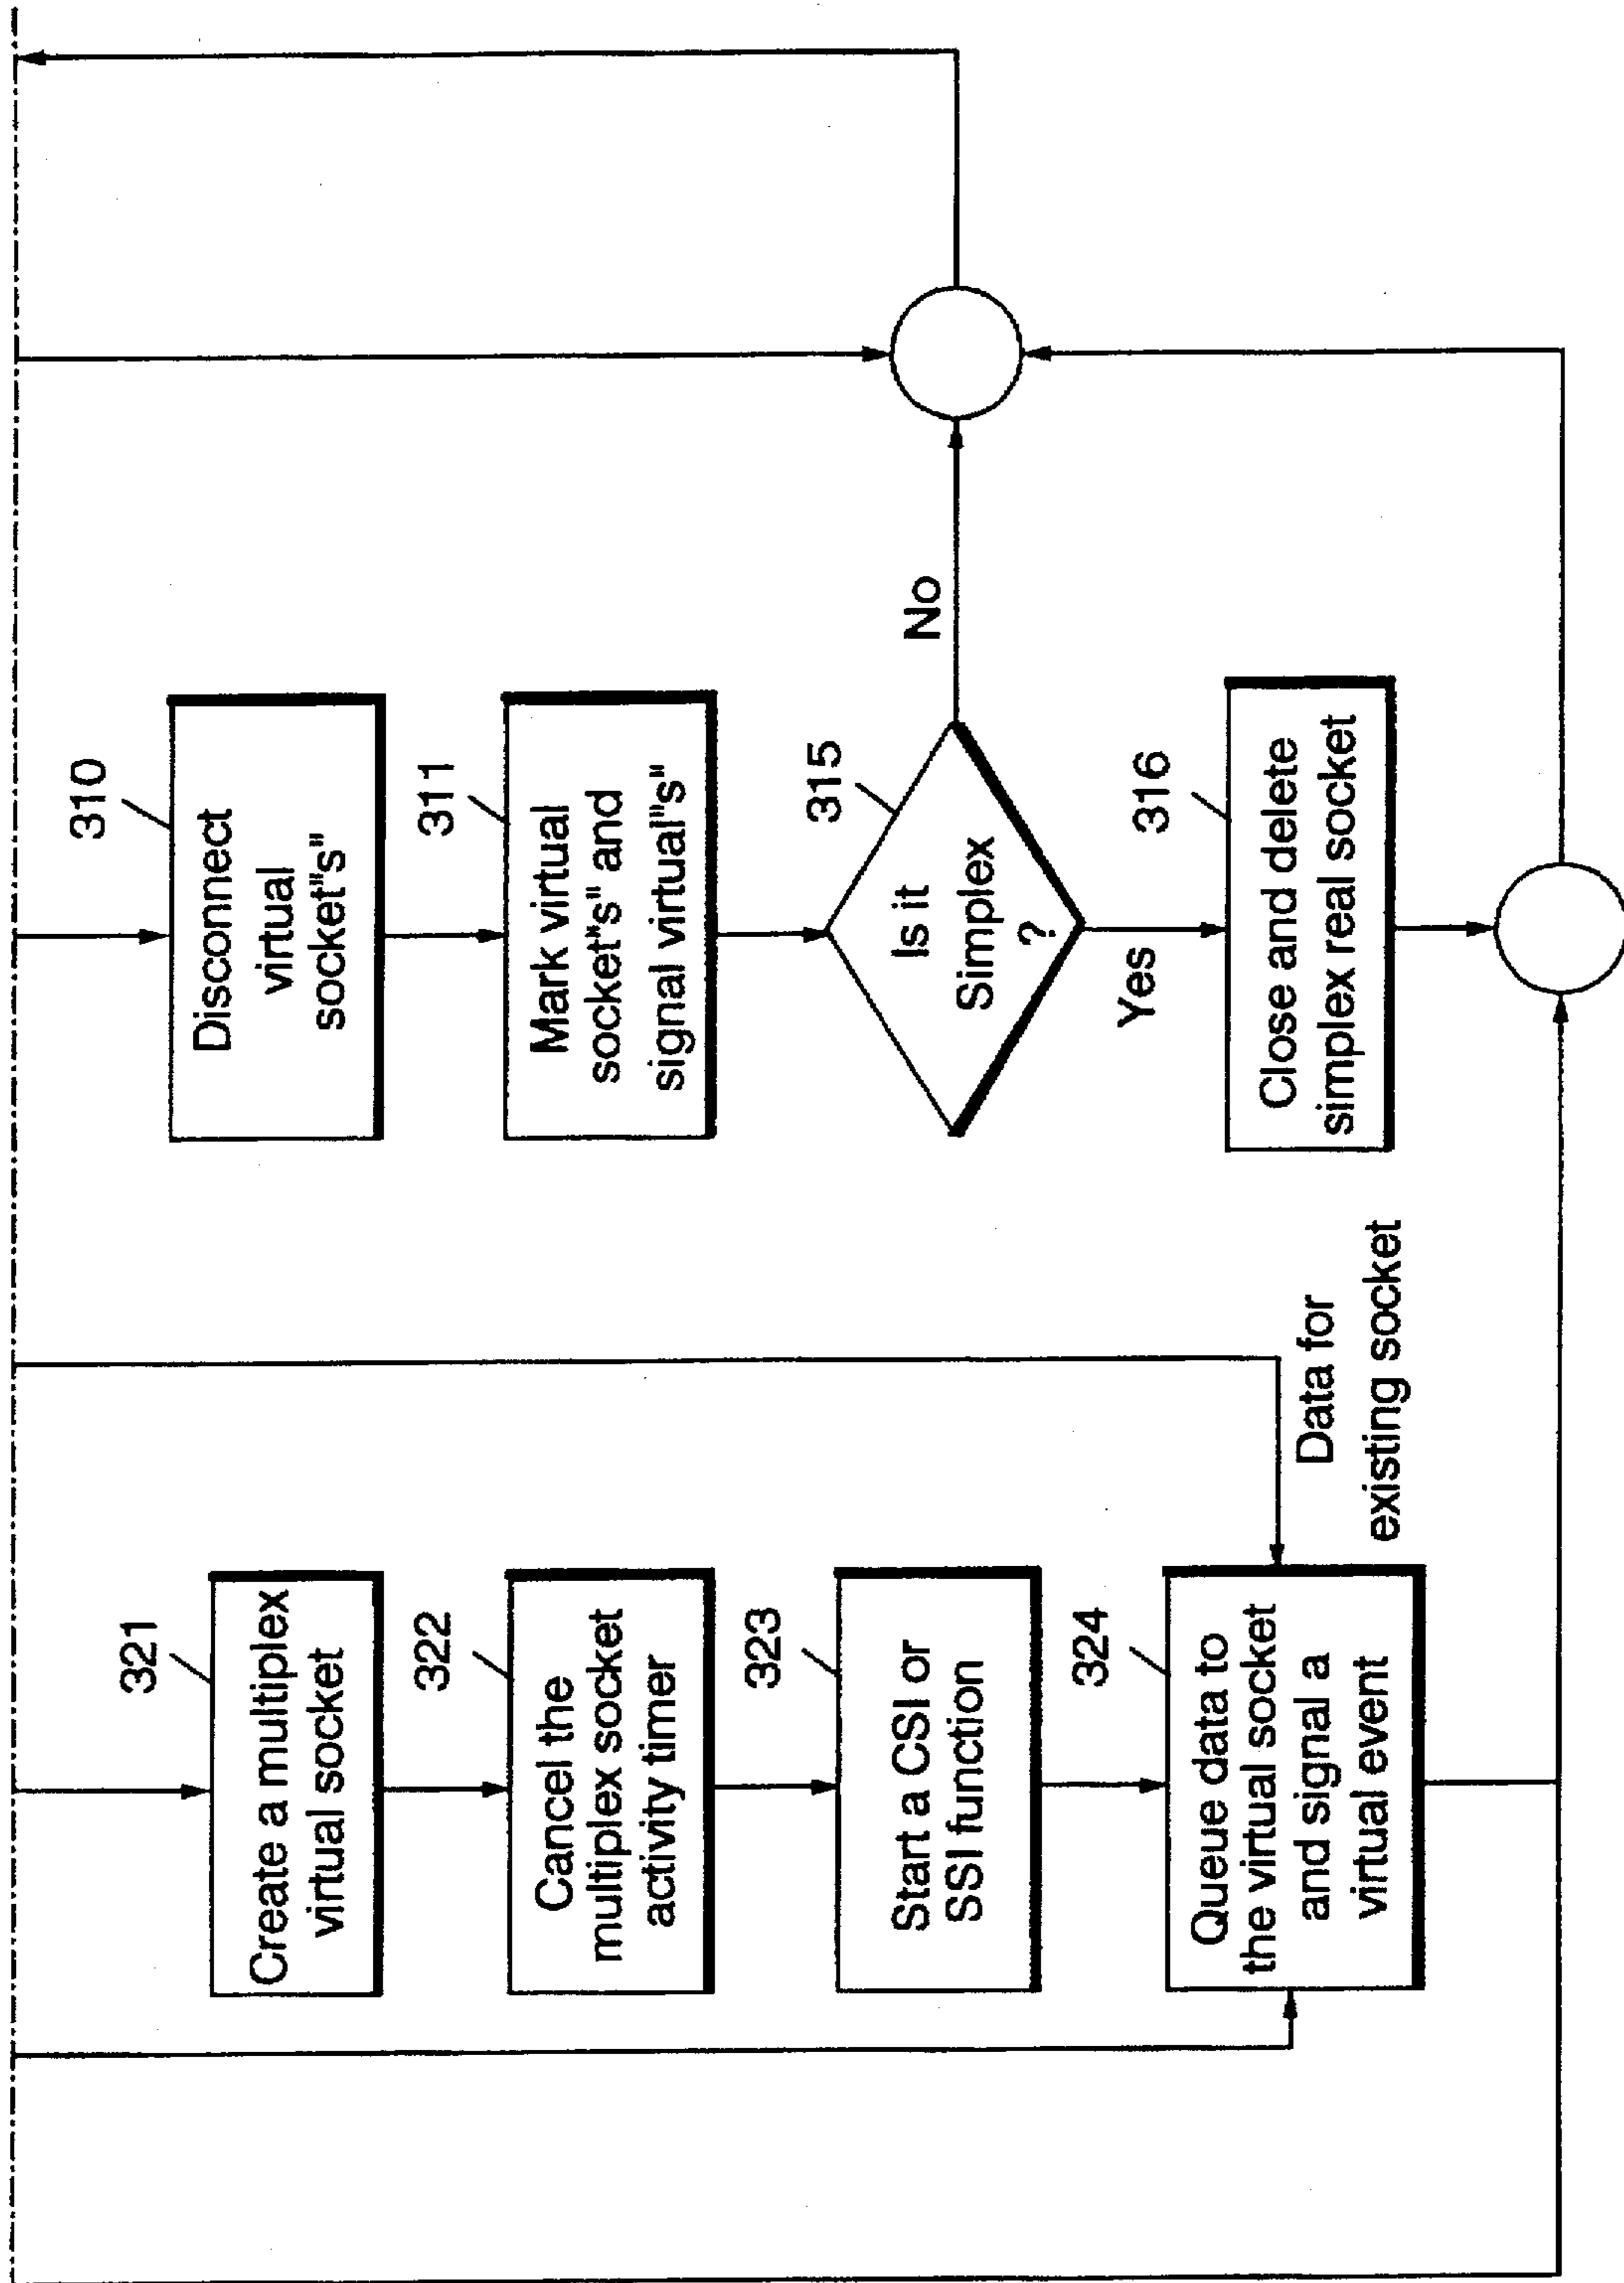 321
Create a multiplex
virtual socket
322
Cancel the
multiplex socket
activity timer
323
Start a CSI or
SSI function
324
Queue data to
the virtual socket
and signal a
virtual event
Data for
existing socket
310
Disconnect
virtual
socket"s"
311
Mark virtual
socket"s" and
signal virtual"s"
315
Is it
Simplex
?
No
Yes
316
Close and delete
simplex real socket